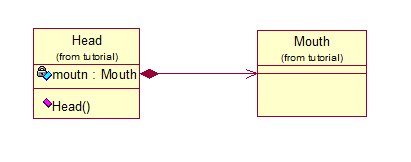 Head
(from tutorial)
moutn : Mouth
Head()
Mouth
(from tutorial)